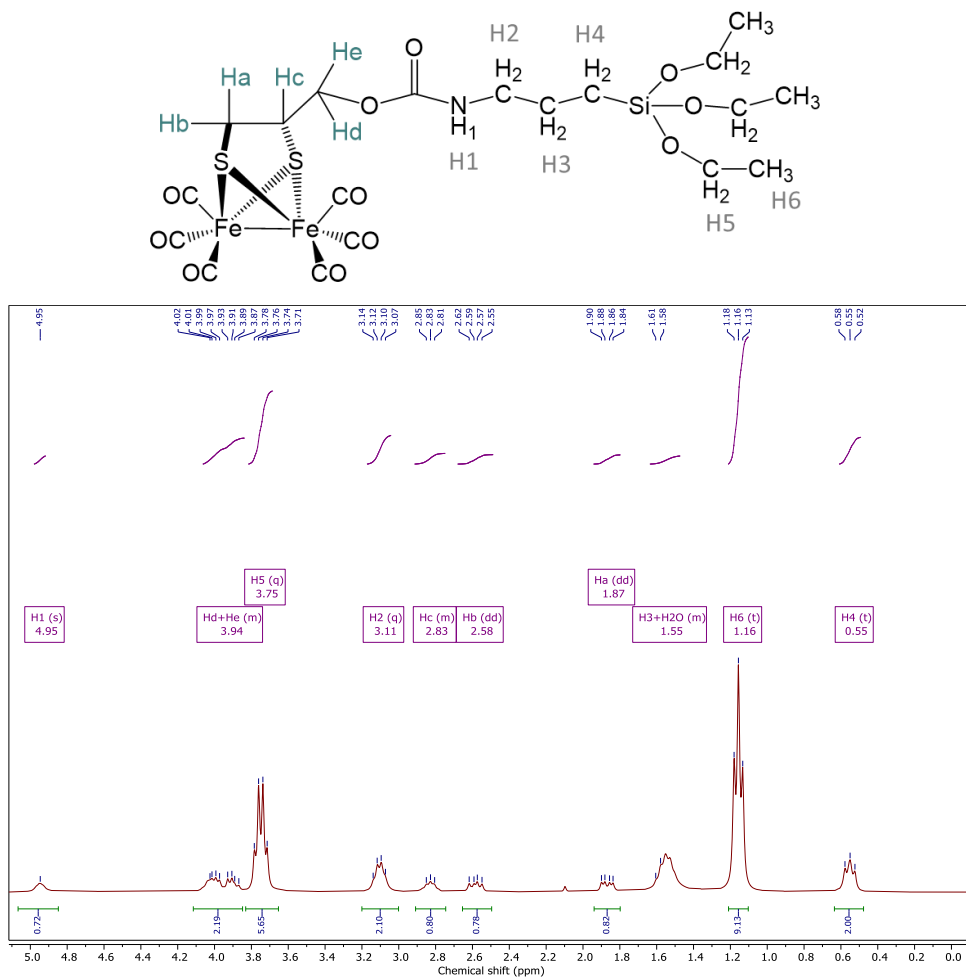 CH3
H2 H4 CH2
He O O
Ha Hc H2 H2 CH3
C C Si O
Hb O N C CH2
Hd H1 H2 O
H1 H3 CH3
S S CH2 H6
H5
OC CO
OC Fe Fe CO
OC CO
4.95
4.02
4.01
3.99
3.97
3.93
3.91
3.89
3.87
3.78
3.76
3.74
3.71
3.14
3.12
3.10
3.07
2.85
2.83
2.81
2.62
2.59
2.57
2.55
1.90
1.88
1.86
1.84
1.61
1.58
1.18
1.16
1.13
0.58
0.55
0.52
H5 (q)
3.75
Ha (dd)
1.87
H1 (s)
4.95
Hd+He (m)
3.94
H2 (q)
3.11
Hc (m)
2.83
Hb (dd)
2.58
H3+H2O (m)
1.55
H6 (t)
1.16
H4 (t)
0.55
0.72
2.19
5.65
2.10
0.80
0.78
0.82
9.13
2.00
4.8 4.6 4.4 4.2 4.0 3.8 3.6 3.4 3.2 3.0 2.8 2.6 2.4 2.2 2.0 1.8 1.6 1.4 1.2 1.0 0.8 0.6 0.4 0.2 0.0
Chemical shift (ppm)